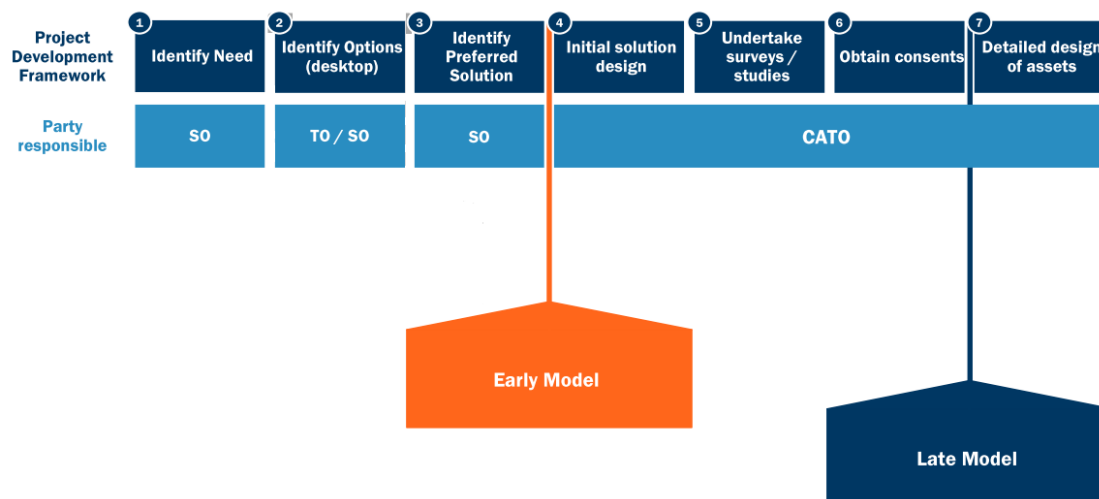 Project
Development
Framework
1
Identify Need
2
Identify Options
(desktop)
3
Identify
Preferred
Solution
4
Initial solution
design
5
Undertake
surveys /
studies
6
Obtain consents
7
Detailed design
of assets
Party
responsible
SO
TO / SO
SO
CATO
Early Model
Late Model